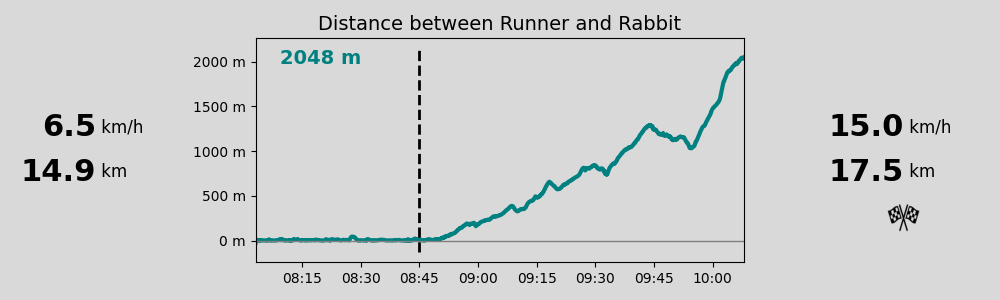 Distance between Runner and Rabbit
2048 m
2000 m
1500 m
1000 m
500 m
0 m
08:15 08:30 08:45 09:00 09:15 09:30 09:45 10:00
6.5 km/h
14.9 km
15.0 km/h
17.5 km